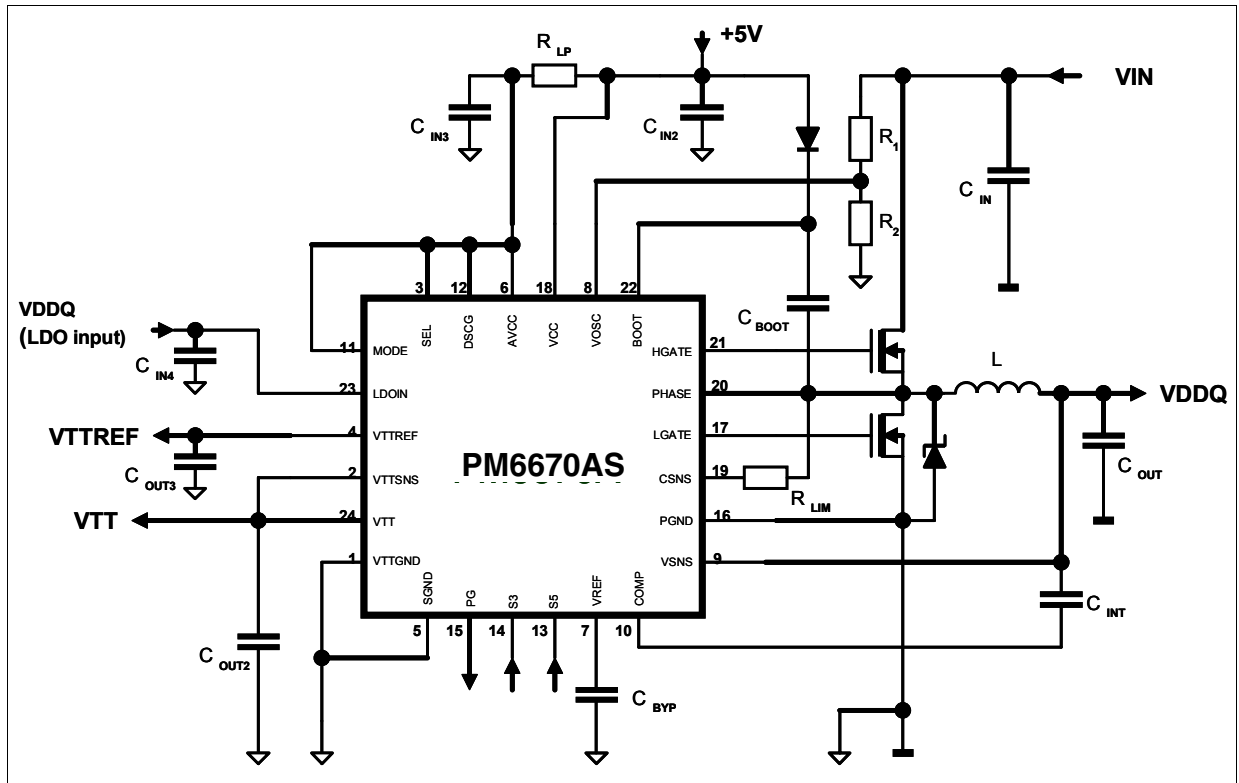 +5V
R LP
VIN
C IN3
C IN2
R 1
C IN
R 2
3 12 6 18 8 22
SEL DSCG AVCC VCC VOSC BOOT
VDDQ
(LDO input)
C IN4
C BOOT
11 MODE
HGATE 21
23 LDOIN
PHASE 20
L
VDDQ
VTTREF
4 VTTREF
LGATE 17
C OUT3
2 VTTSNS
PM6670AS
CSNS 19
R LIM
C OUT
VTT
24 VTT
PGND 16
1 VTTGND
VSNS 9
SGND PG S3 S5 VREF COMP
5 15 14 13 7 10
C INT
C OUT2
C BYP